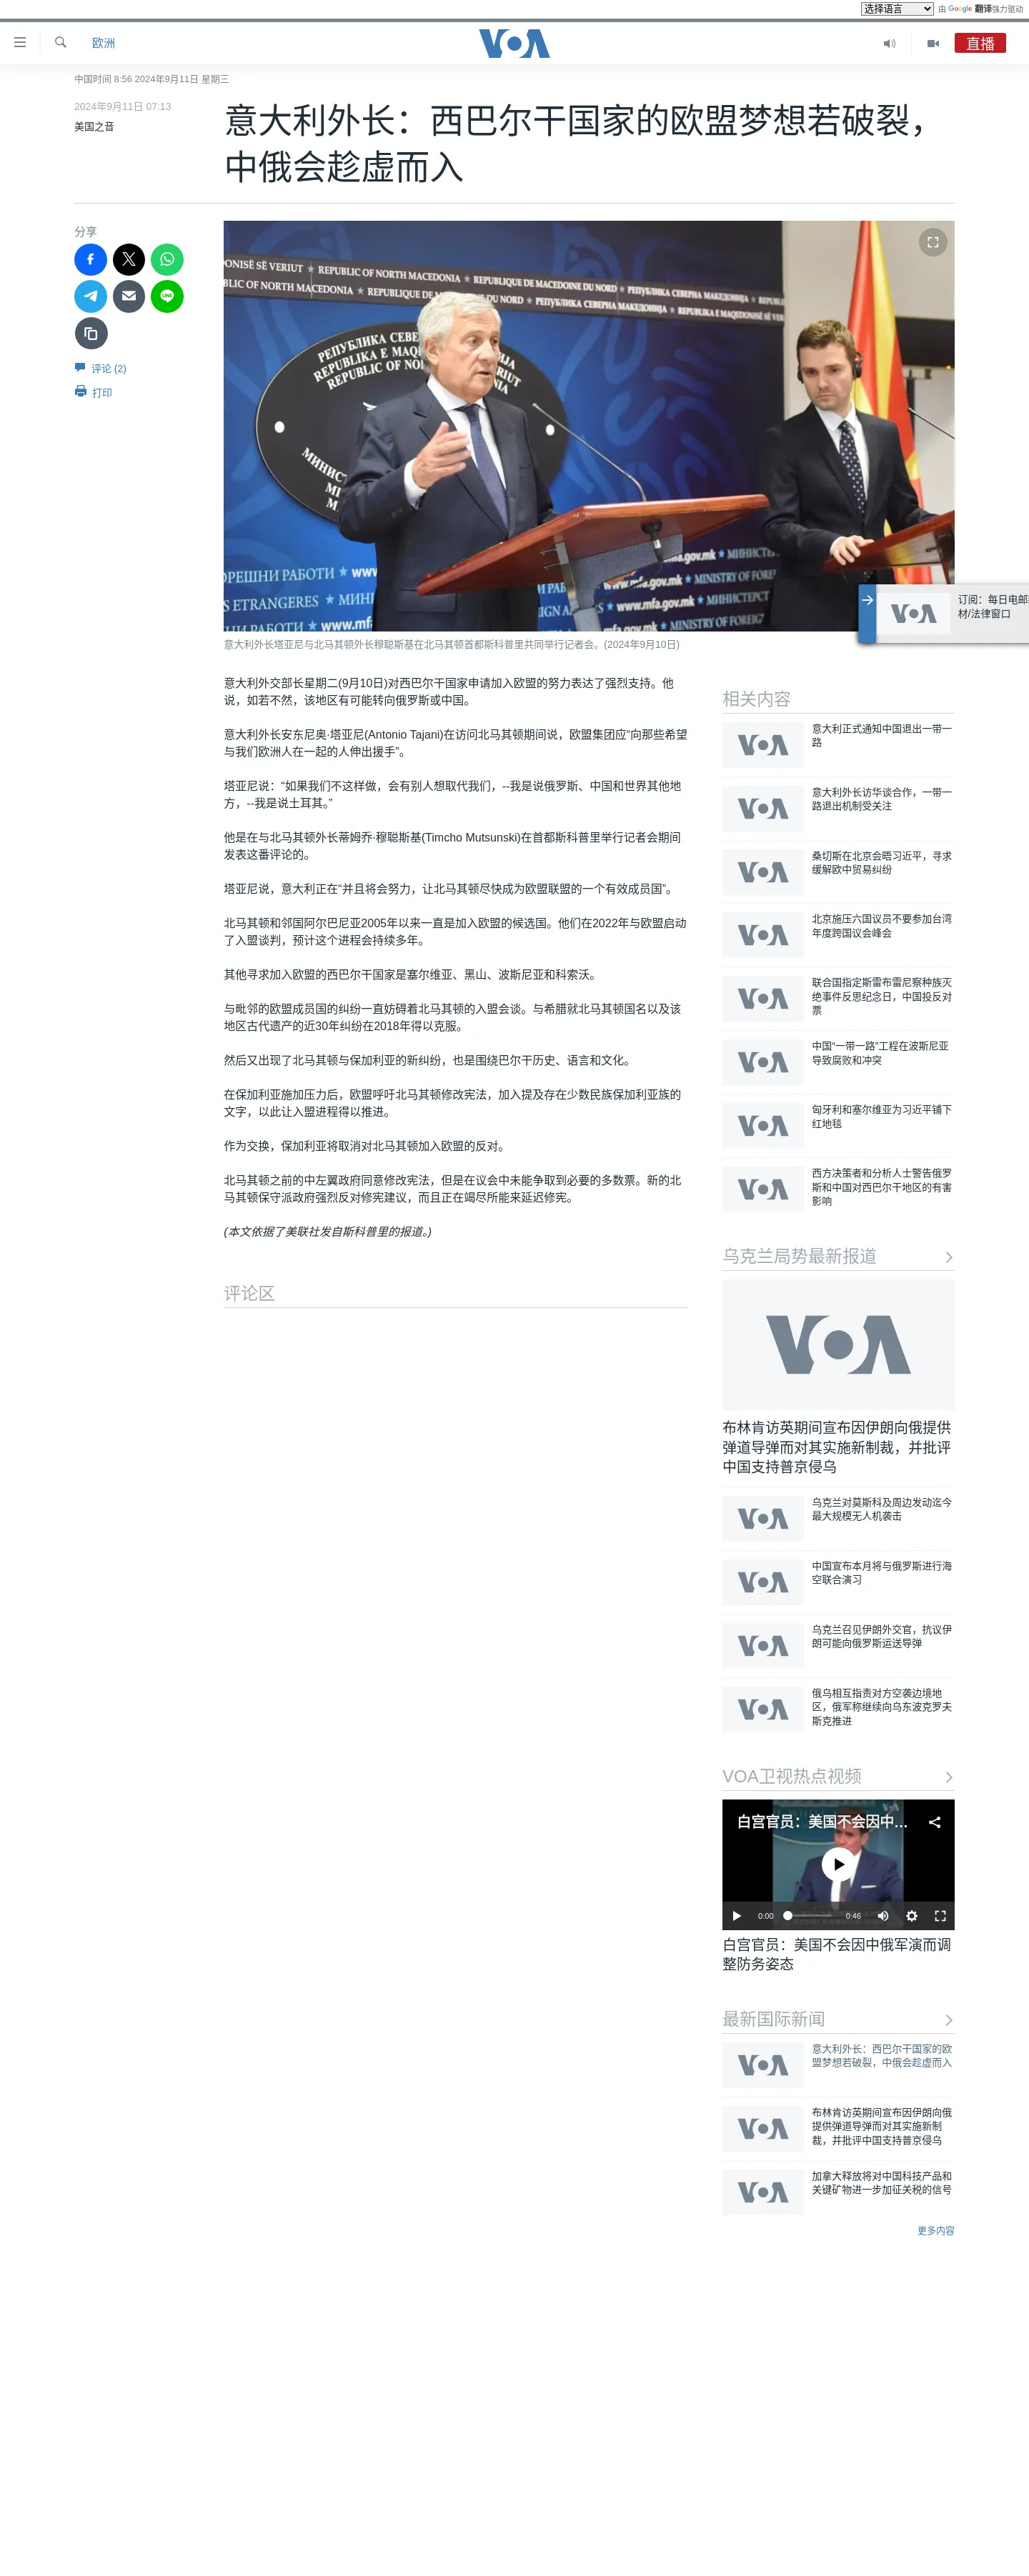 选择语言
由 Google 翻译强力驱动
欧洲
VOA
直播
中国时间 8:56 2024年9月11日 星期三
2024年9月11日 07:13
美国之音
意大利外长：西巴尔干国家的欧盟梦想若破裂，
中俄会趁虚而入
分享
评论 (2)
打印
意大利外长塔亚尼与北马其顿外长穆聪斯基在北马其顿首都斯科普里共同举行记者会。(2024年9月10日)
订阅：每日电邮
材/法律窗口
意大利外交部长星期二(9月10日)对西巴尔干国家申请加入欧盟的努力表达了强烈支持。他
说，如若不然，该地区有可能转向俄罗斯或中国。
意大利外长安东尼奥·塔亚尼(Antonio Tajani)在访问北马其顿期间说，欧盟集团应“向那些希望
与我们欧洲人在一起的人伸出援手”。
塔亚尼说：“如果我们不这样做，会有别人想取代我们，--我是说俄罗斯、中国和世界其他地
方，--我是说土耳其。”
他是在与北马其顿外长蒂姆乔·穆聪斯基(Timcho Mutsunski)在首都斯科普里举行记者会期间
发表这番评论的。
塔亚尼说，意大利正在“并且将会努力，让北马其顿尽快成为欧盟联盟的一个有效成员国”。
北马其顿和邻国阿尔巴尼亚2005年以来一直是加入欧盟的候选国。他们在2022年与欧盟启动
了入盟谈判，预计这个进程会持续多年。
其他寻求加入欧盟的西巴尔干国家是塞尔维亚、黑山、波斯尼亚和科索沃。
与毗邻的欧盟成员国的纠纷一直妨碍着北马其顿的入盟会谈。与希腊就北马其顿国名以及该
地区古代遗产的近30年纠纷在2018年得以克服。
然后又出现了北马其顿与保加利亚的新纠纷，也是围绕巴尔干历史、语言和文化。
在保加利亚施加压力后，欧盟呼吁北马其顿修改宪法，加入提及存在少数民族保加利亚族的
文字，以此让入盟进程得以推进。
作为交换，保加利亚将取消对北马其顿加入欧盟的反对。
北马其顿之前的中左翼政府同意修改宪法，但是在议会中未能争取到必要的多数票。新的北
马其顿保守派政府强烈反对修宪建议，而且正在竭尽所能来延迟修宪。
(本文依据了美联社发自斯科普里的报道。)
评论区
相关内容
意大利正式通知中国退出一带一
路
意大利外长访华谈合作，一带一
路退出机制受关注
桑切斯在北京会晤习近平，寻求
缓解欧中贸易纠纷
北京施压六国议员不要参加台湾
年度跨国议会峰会
联合国指定斯雷布雷尼察种族灭
绝事件反思纪念日，中国投反对
票
中国“一带一路”工程在波斯尼亚
导致腐败和冲突
匈牙利和塞尔维亚为习近平铺下
红地毯
西方决策者和分析人士警告俄罗
斯和中国对西巴尔干地区的有害
影响
乌克兰局势最新报道
布林肯访英期间宣布因伊朗向俄提供
弹道导弹而对其实施新制裁，并批评
中国支持普京侵乌
乌克兰对莫斯科及周边发动迄今
最大规模无人机袭击
中国宣布本月将与俄罗斯进行海
空联合演习
乌克兰召见伊朗外交官，抗议伊
朗可能向俄罗斯运送导弹
俄乌相互指责对方空袭边境地
区，俄军称继续向乌东波克罗夫
斯克推进
VOA卫视热点视频
白宫官员：美国不会因中...
0:00
0:46
白宫官员：美国不会因中俄军演而调
整防务姿态
最新国际新闻
意大利外长：西巴尔干国家的欧
盟梦想若破裂，中俄会趁虚而入
布林肯访英期间宣布因伊朗向俄
提供弹道导弹而对其实施新制
裁，并批评中国支持普京侵乌
加拿大释放将对中国科技产品和
关键矿物进一步加征关税的信号
更多内容